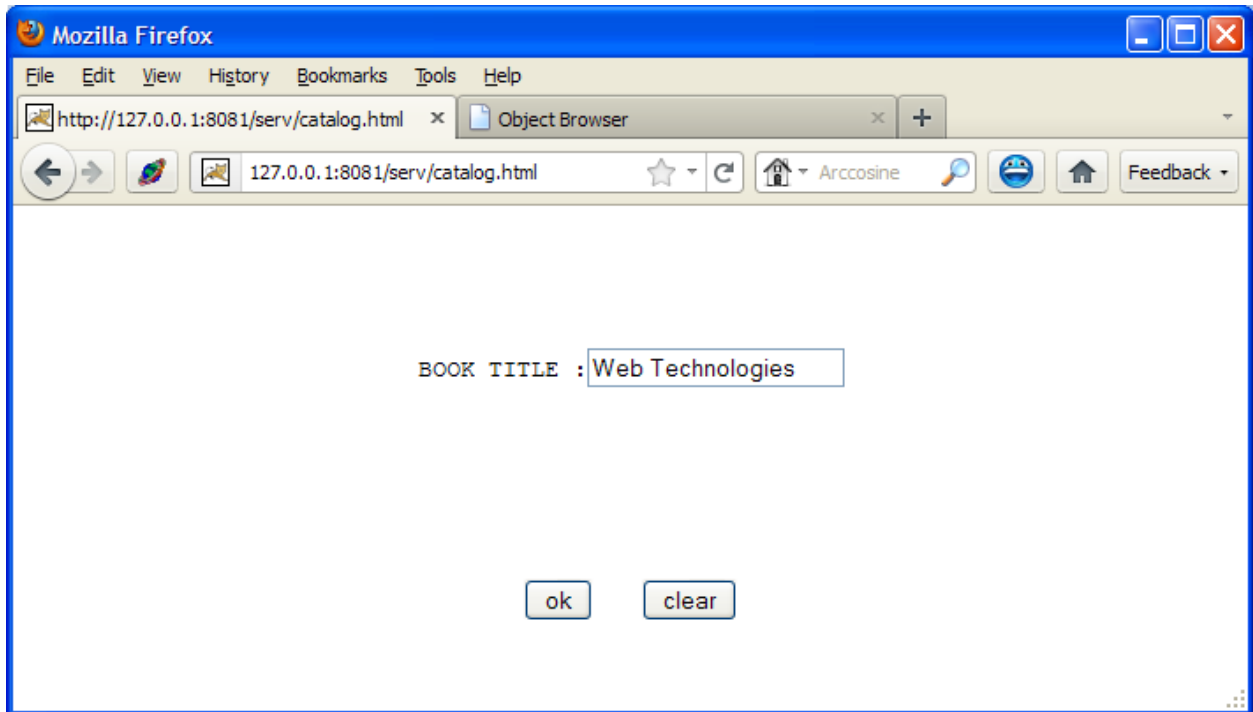 Mozilla Firefox
File Edit View History Bookmarks Tools Help
http://127.0.0.1:8081/serv/catalog.html Object Browser
127.0.0.1:8081/serv/catalog.html Arccosine Feedback
BOOK TITLE :Web Technologies
ok clear